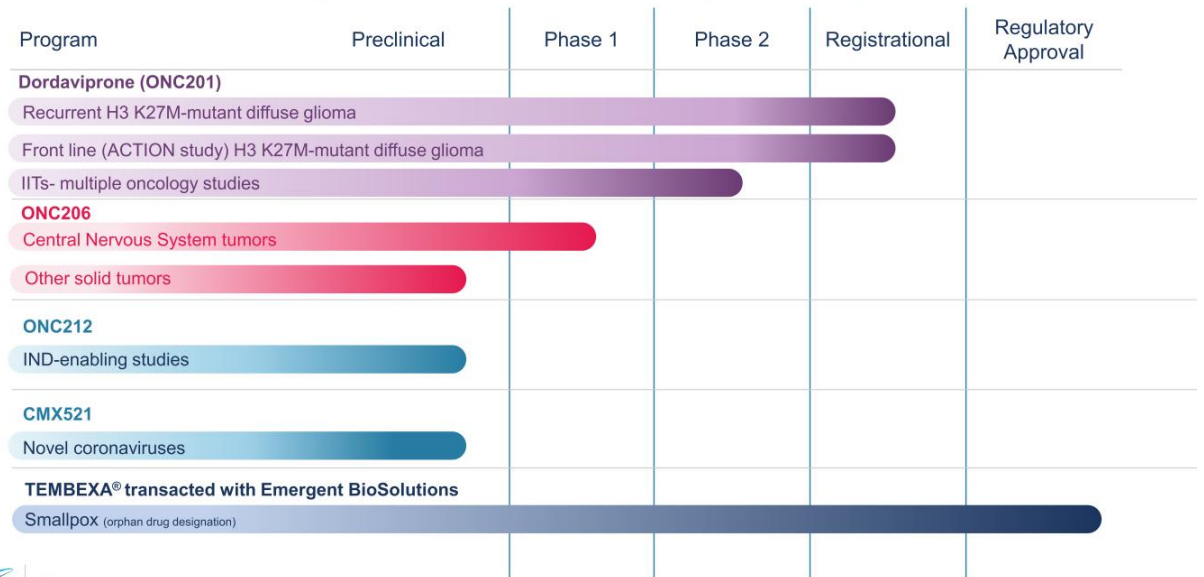 Program Preclinical Phase 1 Phase 2 Registrational Regulatory
Approval
Dordaviprone (ONC201)
Recurrent H3 K27M-mutant diffuse glioma
Front line (ACTION study) H3 K27M-mutant diffuse glioma
IITs- multiple oncology studies
ONC206
Central Nervous System tumors
Other solid tumors
ONC212
IND-enabling studies
CMX521
Novel coronaviruses
TEMBEXA® transacted with Emergent BioSolutions
Smallpox (orphan drug designation)